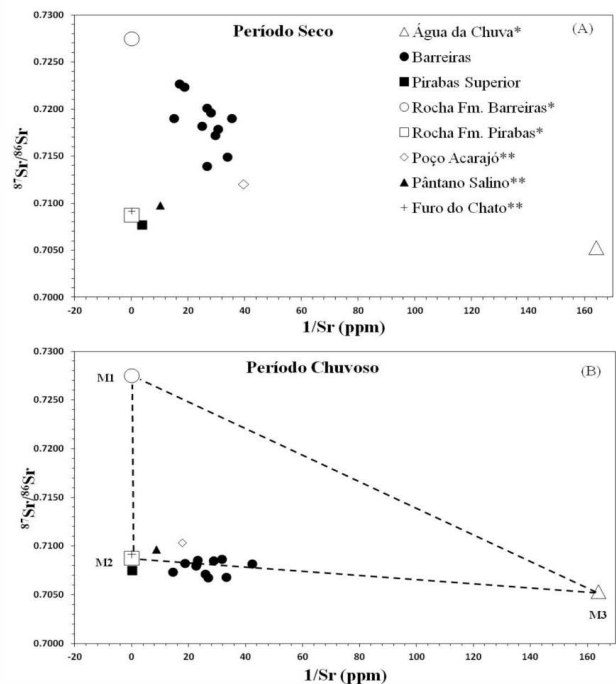 Período Seco
(A)
Água da Chuva*
Barreiras
Pirabas Superior
Rocha Fm. Barreiras*
Rocha Fm. Pirabas*
Poço Acarajó**
Pântano Salino**
Furo do Chato**
0.7300
0.7250
0.7200
0.7150
0.7100
0.7050
0.7000
⁸⁷Sr/⁸⁶Sr
-20 0 20 40 60 80 100 120 140 160
1/Sr (ppm)
Período Chuvoso
(B)
M1
M2
M3
0.7300
0.7250
0.7200
0.7150
0.7100
0.7050
0.7000
⁸⁷Sr/⁸⁶Sr
-20 0 20 40 60 80 100 120 140 160
1/Sr (ppm)